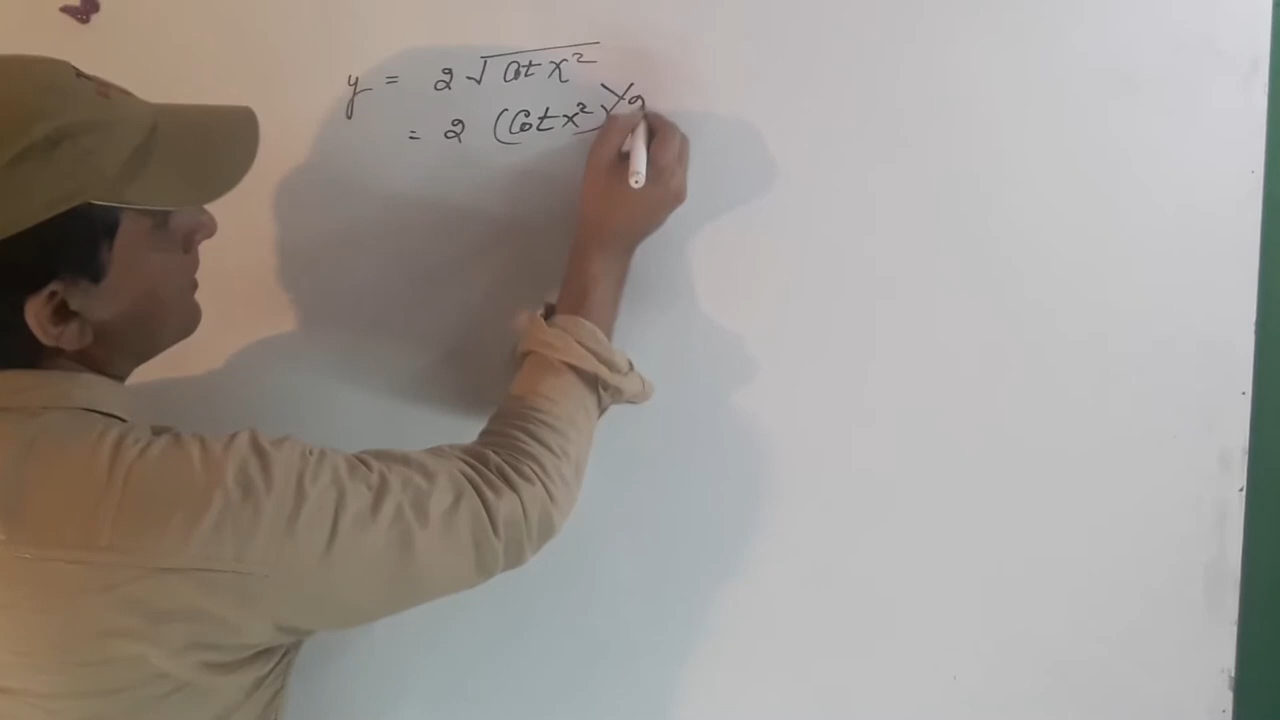 y = 2 √cot x²
= 2 (Cot x²)^1/2